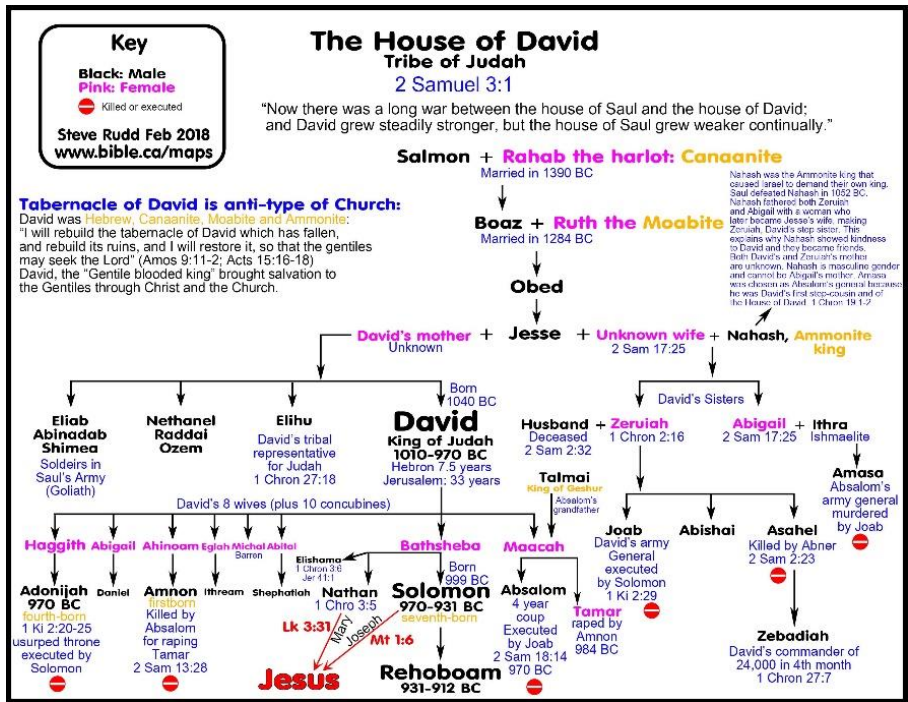 Key
Black: Male
Pink: Female
Killed or executed
Steve Rudd Feb 2018
www.bible.ca/maps
The House of David
Tribe of Judah
2 Samuel 3:1
“Now there was a long war between the house of Saul and the house of David;
and David grew steadily stronger, but the house of Saul grew weaker continually.”
Salmon + Rahab the harlot: Canaanite
Married in 1390 BC
Boaz + Ruth the Moabite
Married in 1284 BC
Obed
Nahash was the Ammonite king that
caused Israel to demand their own king.
Saul defeated Nahash in 1052 BC.
Nahash fathered both Zeruiah
and Abigail with a woman who
later became Jesse's wife, making
Zeruiah, David's step sister. This
explains why Nahash showed kindness
to David and they became friends.
Both David's and Zeruiah's mother
are unknown. Nahash is masculine gender
and cannot be Abigail's mother. Amasa
was chosen as Absalom's general because
he was David's first step-cousin and of
the House of David. 1 Chron 19:1-2
Tabernacle of David is anti-type of Church:
David was Hebrew, Canaanite, Moabite and Ammonite:
“I will rebuild the tabernacle of David which has fallen,
and rebuild its ruins, and I will restore it, so that the gentiles
may seek the Lord” (Amos 9:11-2; Acts 15:16-18)
David, the “Gentile blooded king” brought salvation to
the Gentiles through Christ and the Church.
David's mother + Jesse + Unknown wife + Nahash, Ammonite
Unknown
2 Sam 17:25
king
Eliab
Abinadab
Shimea
Soldeirs in
Saul's Army
(Goliath)
Nethanel
Raddai
Ozem
Elihu
David's tribal
representative
for Judah
1 Chron 27:18
Born
1040 BC
David
King of Judah
1010-970 BC
Hebron 7.5 years
Jerusalem: 33 years
David's Sisters
Husband + Zeruiah
Deceased
2 Sam 2:32
1 Chron 2:16
Abigail + Ithra
2 Sam 17:25
Ishmaelite
Talmai
King of Geshur
Absalom's
grandfather
Amasa
Absalom's
army general
murdered
by Joab
Joab
David's army
General
executed
by Solomon
1 Ki 2:29
Abishai
Asahel
Killed by Abner
2 Sam 2:23
Zebadiah
David's commander of
24,000 in 4th month
1 Chron 27:7
David's 8 wives (plus 10 concubines)
Haggith Abigail Ahinoam Eglah Michal Abital
Barron
Bathsheba
Maacah
Elishama
1 Chron 3:6
Jer 41:1
Born
999 BC
Adonijah
970 BC
fourth-born
1 Ki 2:20-25
usurped throne
executed by
Solomon
Daniel
Amnon
firstborn
Killed by
Absalom
for raping
Tamar
2 Sam 13:28
Ithream
Shephatiah
Nathan
1 Chro 3:5
Solomon
970-931 BC
seventh-born
Absalom
4 year
coup
Executed
by Joab
2 Sam 18:14
970 BC
Tamar
raped by
Amnon
984 BC
Lk 3:31
Mary
Joseph
Mt 1:6
Jesus
Rehoboam
931-912 BC